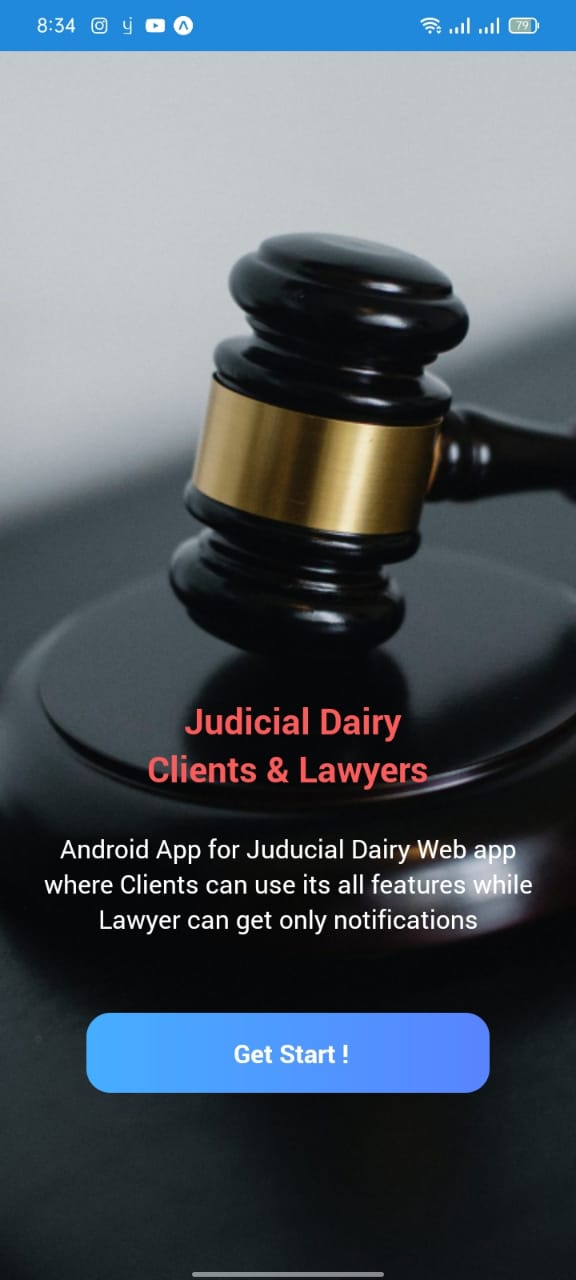 8:34
79
Judicial Dairy
Clients & Lawyers
Android App for Juducial Dairy Web app
where Clients can use its all features while
Lawyer can get only notifications
Get Start !